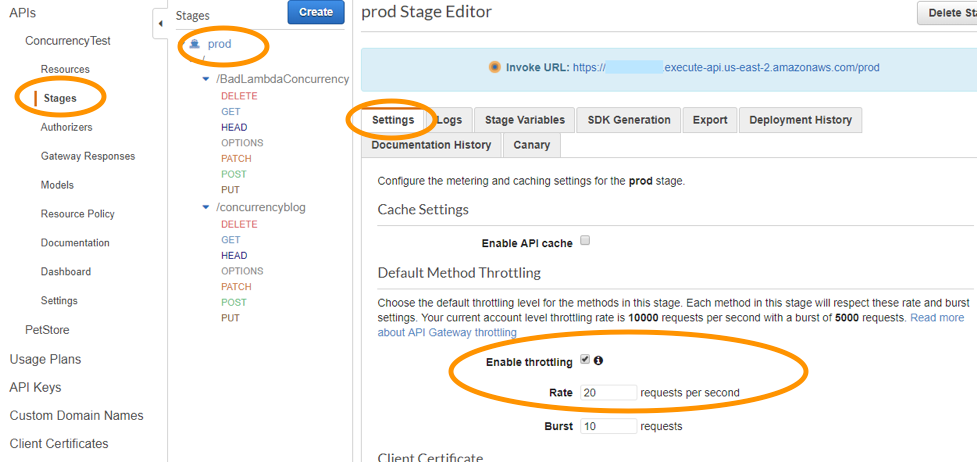 APIs
ConcurrencyTest
Resources
Stages
Authorizers
Gateway Responses
Models
Resource Policy
Documentation
Dashboard
Settings
PetStore
Usage Plans
API Keys
Custom Domain Names
Client Certificates
Stages
Create
prod
/
/BadLambdaConcurrency
DELETE
GET
HEAD
OPTIONS
PATCH
POST
PUT
/concurrencyblog
DELETE
GET
HEAD
OPTIONS
PATCH
POST
PUT
prod Stage Editor
Delete Sta
Invoke URL: https:// .execute-api.us-east-2.amazonaws.com/prod
Settings Logs Stage Variables SDK Generation Export Deployment History
Documentation History Canary
Configure the metering and caching settings for the prod stage.
Cache Settings
Enable API cache
Default Method Throttling
Choose the default throttling level for the methods in this stage. Each method in this stage will respect these rate and burst
settings. Your current account level throttling rate is 10000 requests per second with a burst of 5000 requests. Read more
about API Gateway throttling
Enable throttling
Rate 20 requests per second
Burst 10 requests
Client Certificate